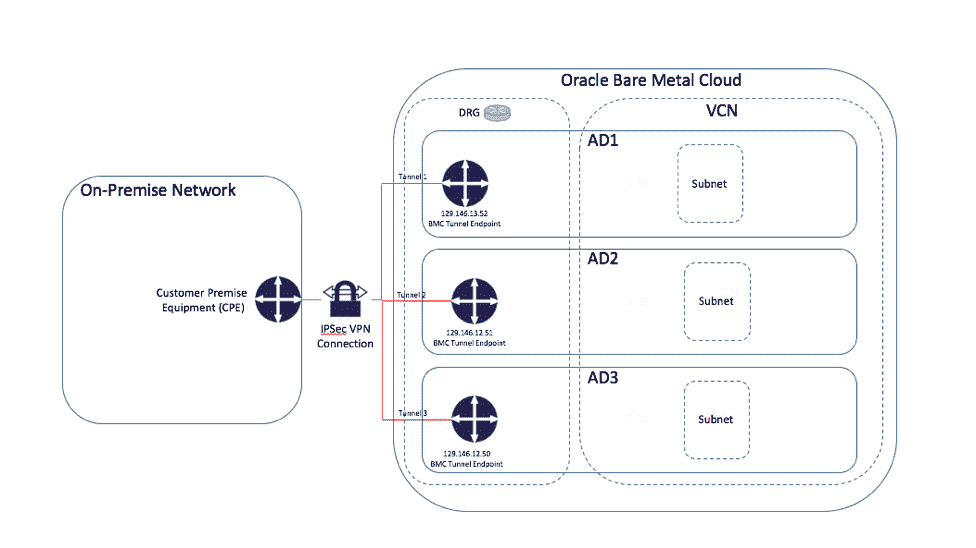 Oracle Bare Metal Cloud
DRG
VCN
AD1
On-Premise Network
Tunnel 1
Subnet
129.146.13.52
BMC Tunnel Endpoint
AD2
Customer Premise
Equipment (CPE)
Tunnel 2
Subnet
IPSec VPN
Connection
129.146.12.51
BMC Tunnel Endpoint
AD3
Tunnel 3
Subnet
129.146.12.50
BMC Tunnel Endpoint